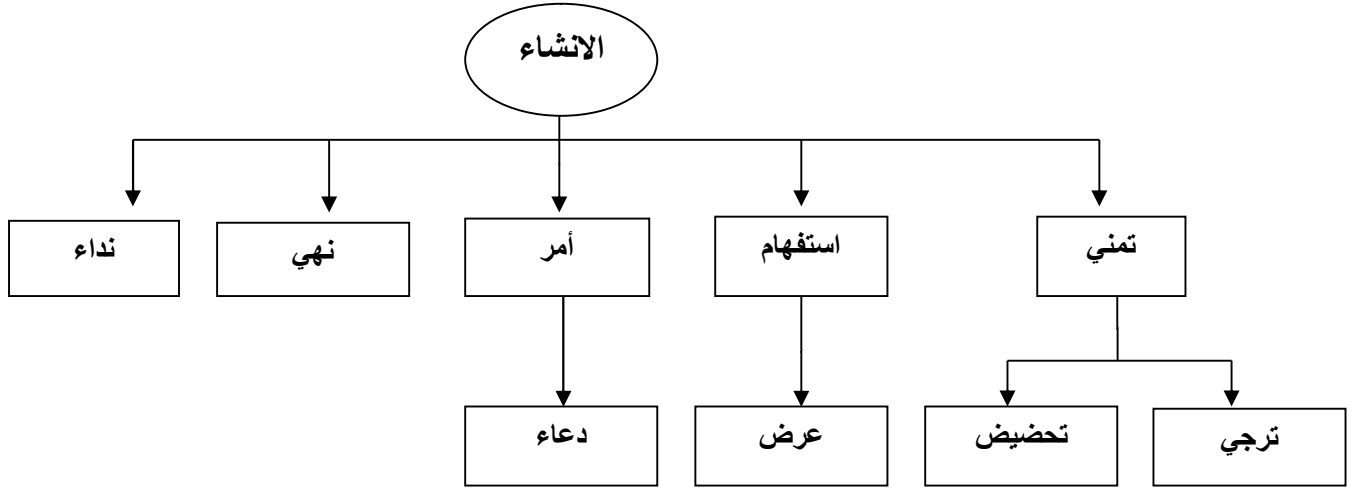 الانشاء
تمني
استفهام
أمر
نهي
نداء
ترجي
تحضيض
عرض
دعاء